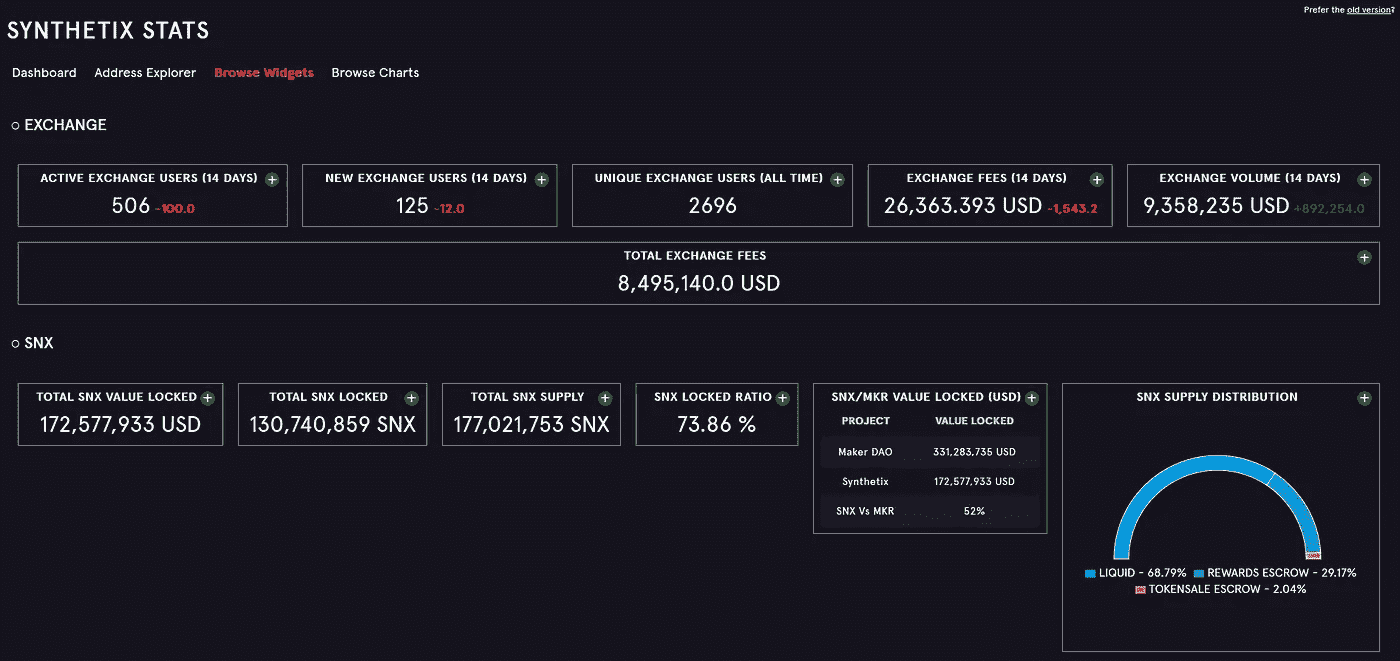 Prefer the old version?
SYNTHETIX STATS
Dashboard Address Explorer Browse Widgets Browse Charts
EXCHANGE
ACTIVE EXCHANGE USERS (14 DAYS) +
506 -100.0
NEW EXCHANGE USERS (14 DAYS) +
125 -12.0
UNIQUE EXCHANGE USERS (ALL TIME) +
2696
EXCHANGE FEES (14 DAYS) +
26,363.393 USD -1,543.2
EXCHANGE VOLUME (14 DAYS) +
9,358,235 USD +892,254.0
TOTAL EXCHANGE FEES +
8,495,140.0 USD
SNX
TOTAL SNX VALUE LOCKED +
172,577,933 USD
TOTAL SNX LOCKED +
130,740,859 SNX
TOTAL SNX SUPPLY +
177,021,753 SNX
SNX LOCKED RATIO +
73.86 %
SNX/MKR VALUE LOCKED (USD) +
PROJECT VALUE LOCKED
Maker DAO 331,283,735 USD
Synthetix 172,577,933 USD
SNX Vs MKR 52%
SNX SUPPLY DISTRIBUTION +
LIQUID - 68.79% REWARDS ESCROW - 29.17%
TOKENSALE ESCROW - 2.04%